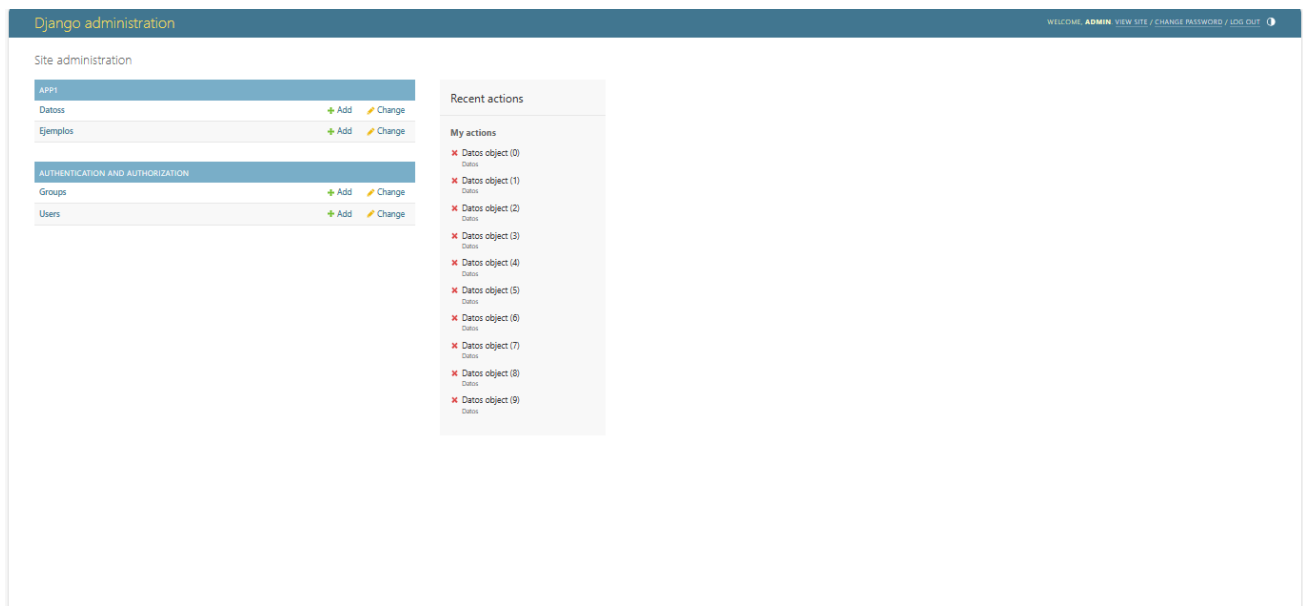 Django administration
WELCOME, ADMIN. VIEW SITE / CHANGE PASSWORD / LOG OUT
Site administration
APP1
Datoss Add Change
Ejemplos Add Change
AUTHENTICATION AND AUTHORIZATION
Groups Add Change
Users Add Change
Recent actions
My actions
Datos object (0)
Datos
Datos object (1)
Datos
Datos object (2)
Datos
Datos object (3)
Datos
Datos object (4)
Datos
Datos object (5)
Datos
Datos object (6)
Datos
Datos object (7)
Datos
Datos object (8)
Datos
Datos object (9)
Datos